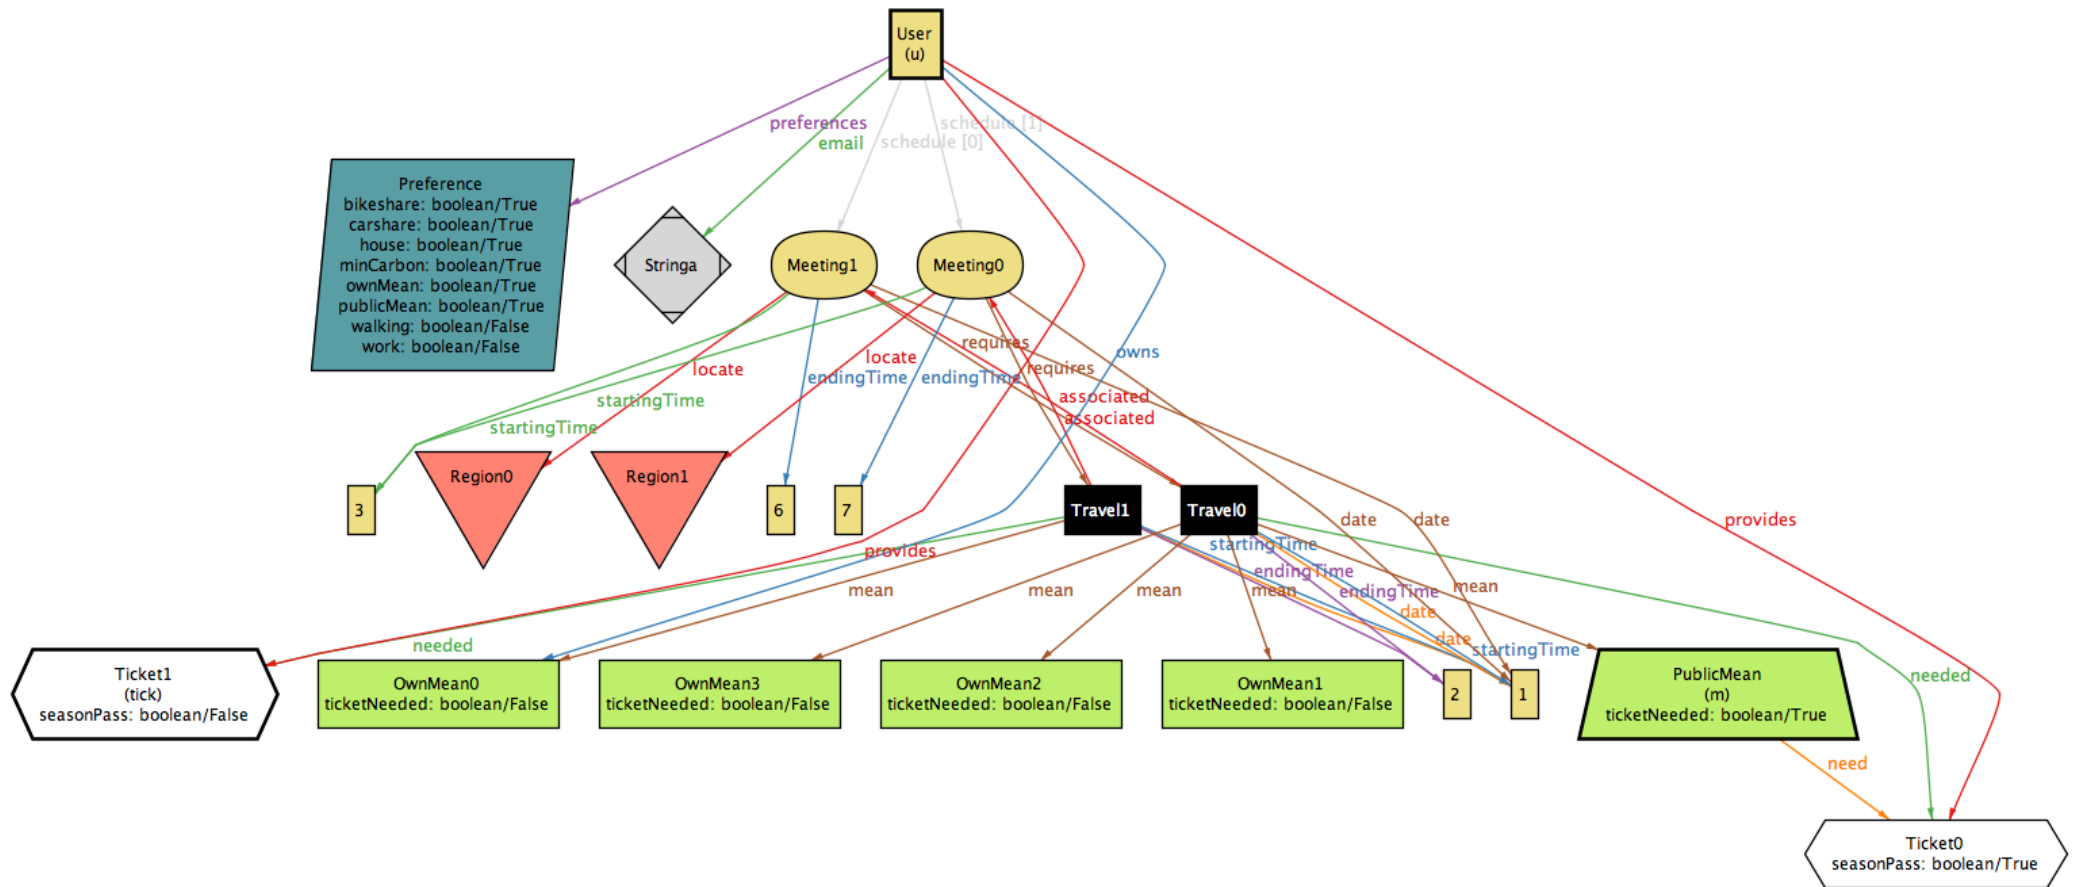 User
(u)
preferences
schedule [1]
email
schedule [0]
Preference
bikeshare: boolean/True
carshare: boolean/True
house: boolean/True
minCarbon: boolean/True
ownMean: boolean/True
publicMean: boolean/True
walking: boolean/False
work: boolean/False
Stringa
Meeting1
Meeting0
requires
owns
locate
locate
requires
endingTime
endingTime
associated
startingTime
associated
startingTime
Region0
Region1
3
6
7
Travel1
Travel0
date
date
provides
startingTime
provides
endingTime
mean
mean
mean
mean
endingTime
mean
date
date
needed
startingTime
needed
Ticket1
(tick)
seasonPass: boolean/False
OwnMean0
ticketNeeded: boolean/False
OwnMean3
ticketNeeded: boolean/False
OwnMean2
ticketNeeded: boolean/False
OwnMean1
ticketNeeded: boolean/False
2
1
PublicMean
(m)
ticketNeeded: boolean/True
need
Ticket0
seasonPass: boolean/True